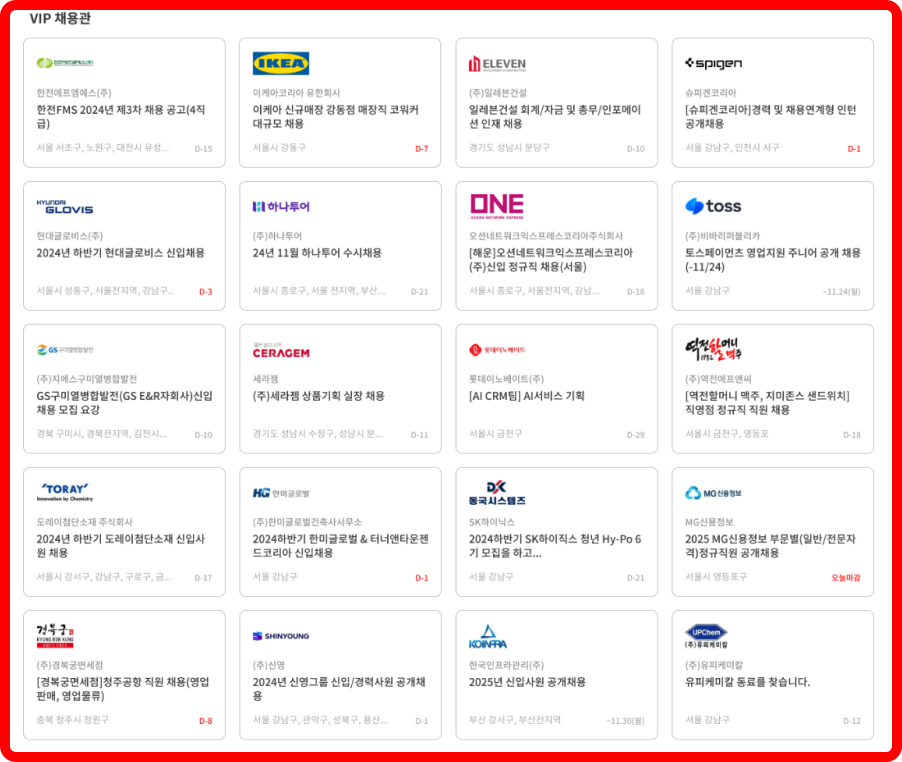 VIP 채용관
한전에프엠에스(주)
한전FMS 2024년 제3차 채용 공고(4직
급)
서울 서초구, 노원구, 대전시 유성...
D-15
IKEA
이케아코리아 유한회사
이케아 신규매장 강동점 매장직 코워커
대규모 채용
서울시 강동구
D-7
ELEVEN
(주)일레븐건설
일레븐건설 회계/자금 및 총무/인포메이
션 인재 채용
경기도 성남시 분당구
D-10
spigen
슈피겐코리아
[슈피겐코리아]경력 및 채용연계형 인턴
공개채용
서울 강남구, 인천시 서구
D-1
HYUNDAI
GLOVIS
현대글로비스(주)
2024년 하반기 현대글로비스 신입채용
서울시 성동구, 서울전지역, 강남구..
D-3
하나투어
(주)하나투어
24년 11월 하나투어 수시채용
서울시 종로구, 서울 전지역, 부산...
D-21
ONE
OCEAN NETWORK EXPRESS
오션네트워크익스프레스코리아주식회사
[해운]오션네트워크익스프레스코리아
(주)신입 정규직 채용(서울)
서울시 종로구, 서울전지역, 강남...
D-18
toss
(주)비바리퍼블리카
토스페이먼츠 영업지원 주니어 공개 채용
(-11/24)
서울 강남구
~11.24(월)
GS 구미열병합발전
(주)지에스구미열병합발전
GS구미열병합발전(GS E&R자회사)신입
채용 모집 요강
경북 구미시, 경북전지역, 김천시...
D-10
CERAGEM
세라젬
(주)세라젬 상품기획 실장 채용
경기도 성남시 수정구, 성남시 분...
D-11
롯데이노베이트
롯데이노베이트(주)
[AI CRM팀] AI서비스 기획
서울시 금천구
D-29
역전할머니
1982 맥주
(주)역전에프앤씨
[역전할머니 맥주, 지미존스 샌드위치]
직영점 정규직 직원 채용
서울시 금천구, 영등포
D-18
'TORAY'
Innovation by Chemistry
도레이첨단소재 주식회사
2024년 하반기 도레이첨단소재 신입사
원 채용
서울시 강서구, 강남구, 구로구, 금...
D-17
HG 한미글로벌
(주)한미글로벌건축사사무소
2024하반기 한미글로벌 & 터너앤타운젠
드코리아 신입채용
서울 강남구
D-1
DK
동국시스템즈
SK하이닉스
2024하반기 SK하이직스 청년 Hy-Po 6
기 모집을 하고...
서울 강남구
D-21
MG신용정보
MG신용정보
2025 MG신용정보 부문별(일반/전문자
격)정규직원 공개채용
서울시 영등포구
오늘마감
경복궁
KYUNG BOK KUNG
DUTY FREE
(주)경복궁면세점
[경복궁면세점]청주공항 직원 채용(영업
판매, 영업물류)
충북 청주시 청원구
D-8
SHINYOUNG
(주)신영
2024년 신영그룹 신입/경력사원 공개채
용
서울 강남구, 관악구, 성북구, 용산...
D-1
KOINFRA
한국인프라관리(주)
2025년 신입사원 공개채용
부산 강서구, 부산전지역
~11.30(월)
UPChem
(주)유피케미칼
(주)유피케미칼
유피케미칼 동료를 찾습니다.
서울 강남구
D-12